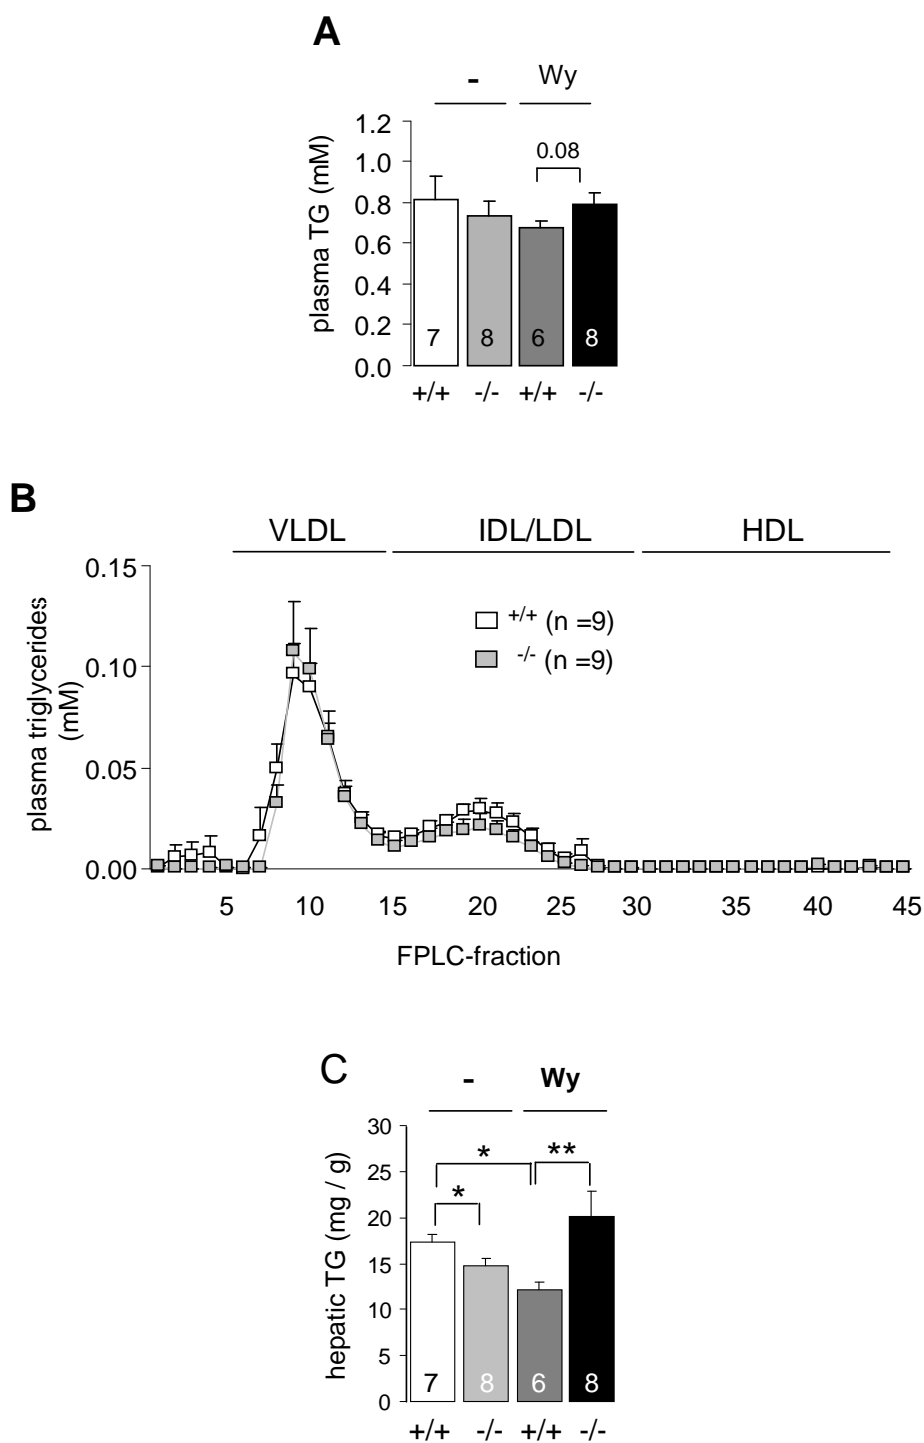 A
- Wy
plasma TG (mM)
1.2
1.0
0.8
0.6
0.4
0.2
0.0
0.08
7 8 6 8
+/+ -/- +/+ -/-
B
VLDL IDL/LDL HDL
plasma triglycerides
(mM)
0.15
0.10
0.05
0.00
+/+ (n =9)
-/- (n =9)
5 10 15 20 25 30 35 40 45
FPLC-fraction
C
- Wy
hepatic TG (mg / g)
30
25
20
15
10
5
0
* **
*
7 8 6 8
+/+ -/- +/+ -/-